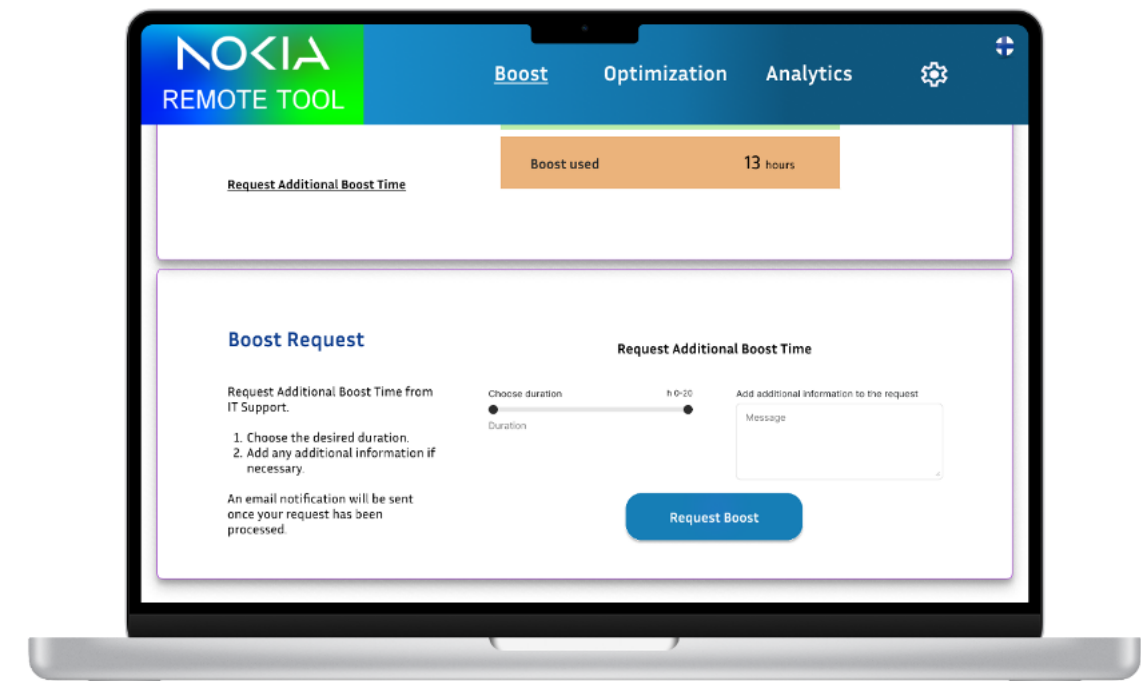 NOKIA
REMOTE TOOL
Boost Optimization Analytics
Boost used 13 hours
Request Additional Boost Time
Boost Request
Request Additional Boost Time
Request Additional Boost Time from
IT Support.
1. Choose the desired duration.
2. Add any additional information if
necessary.
An email notification will be sent
once your request has been
processed.
Choose duration h 0-20
Duration
Add additional information to the request
Message
Request Boost